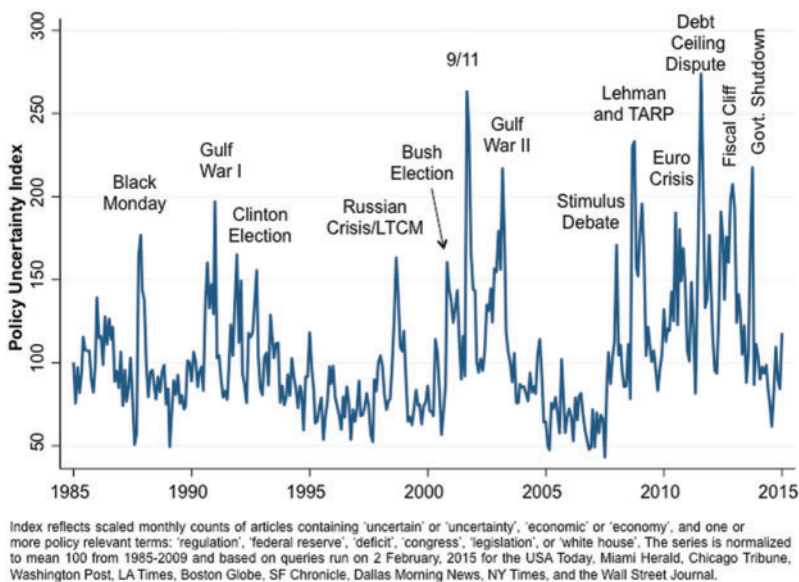 Policy Uncertainty Index
300
250
200
150
100
50
Black
Monday
Gulf
War I
Clinton
Election
Russian
Crisis/LTCM
Bush
Election
9/11
Gulf
War II
Stimulus
Debate
Lehman
and TARP
Euro
Crisis
Debt
Ceiling
Dispute
Fiscal Cliff
Govt. Shutdown
1985
1990
1995
2000
2005
2010
2015
Index reflects scaled monthly counts of articles containing 'uncertain' or 'uncertainty', 'economic' or 'economy', and one or
more policy relevant terms: 'regulation', 'federal reserve', 'deficit', 'congress', 'legislation', or 'white house'. The series is normalized
to mean 100 from 1985-2009 and based on queries run on 2 February, 2015 for the USA Today, Miami Herald, Chicago Tribune,
Washington Post, LA Times, Boston Globe, SF Chronicle, Dallas Morning News, NY Times, and the Wall Street Journal.